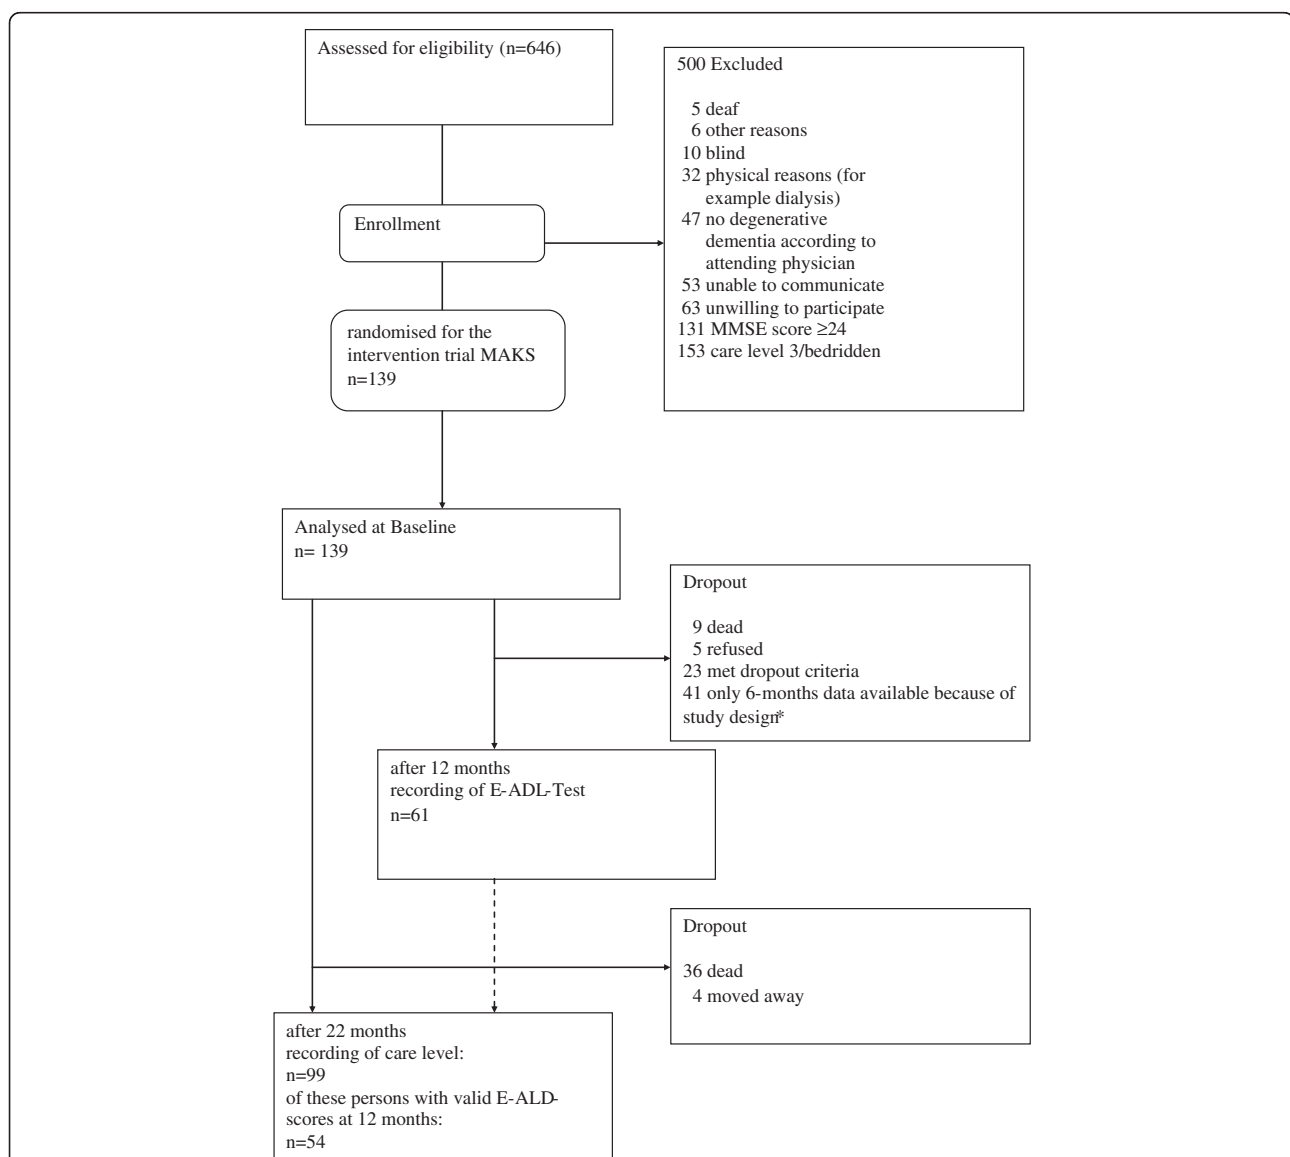 Assessed for eligibility (n=646)
500 Excluded
5 deaf
6 other reasons
10 blind
32 physical reasons (for
example dialysis)
47 no degenerative
dementia according to
attending physician
53 unable to communicate
63 unwilling to participate
131 MMSE score ≥24
153 care level 3/bedridden
Enrollment
randomised for the
intervention trial MAKS
n=139
Analysed at Baseline
n= 139
Dropout
9 dead
5 refused
23 met dropout criteria
41 only 6-months data available because of
study design*
after 12 months
recording of E-ADL-Test
n=61
Dropout
36 dead
4 moved away
after 22 months
recording of care level:
n=99
of these persons with valid E-ALD-
scores at 12 months:
n=54